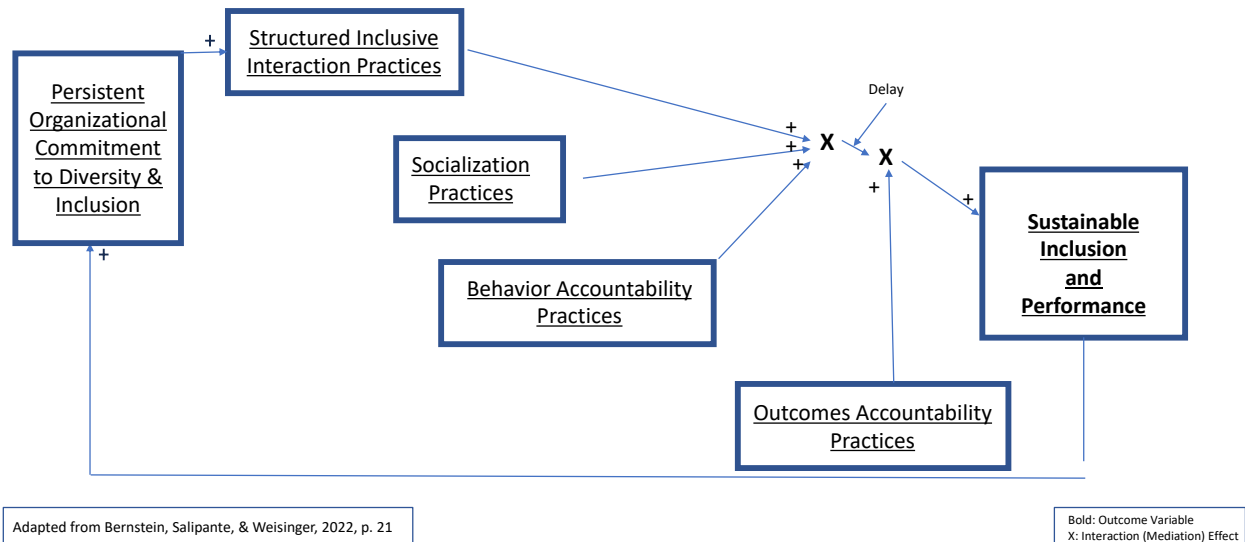 +
Structured Inclusive
Interaction Practices
Persistent
Organizational
Commitment
to Diversity &
Inclusion
+
Delay
+
+
+
X
X
Socialization
Practices
+
+
Sustainable
Inclusion
and
Performance
Behavior Accountability
Practices
Outcomes Accountability
Practices
Adapted from Bernstein, Salipante, & Weisinger, 2022, p. 21
Bold: Outcome Variable
X: Interaction (Mediation) Effect